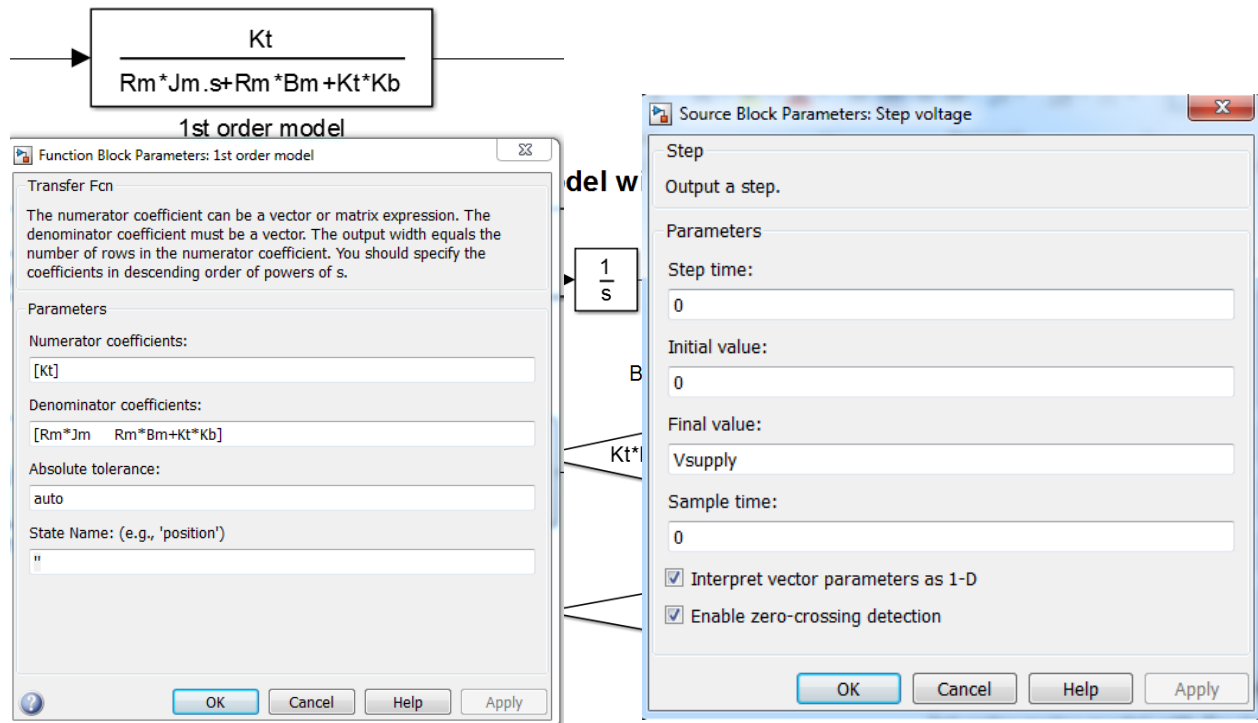 Kt
Rm*Jm.s+Rm*Bm+Kt*Kb
1st order model
Function Block Parameters: 1st order model
Transfer Fcn
The numerator coefficient can be a vector or matrix expression. The
denominator coefficient must be a vector. The output width equals the
number of rows in the numerator coefficient. You should specify the
coefficients in descending order of powers of s.
Parameters
Numerator coefficients:
[Kt]
Denominator coefficients:
[Rm*Jm Rm*Bm+Kt*Kb]
Absolute tolerance:
auto
State Name: (e.g., 'position')
''
OK Cancel Help Apply
1
s
B
Source Block Parameters: Step voltage
Step
Output a step.
Parameters
Step time:
0
Initial value:
0
Final value:
Vsupply
Sample time:
0
Interpret vector parameters as 1-D
Enable zero-crossing detection
OK Cancel Help Apply